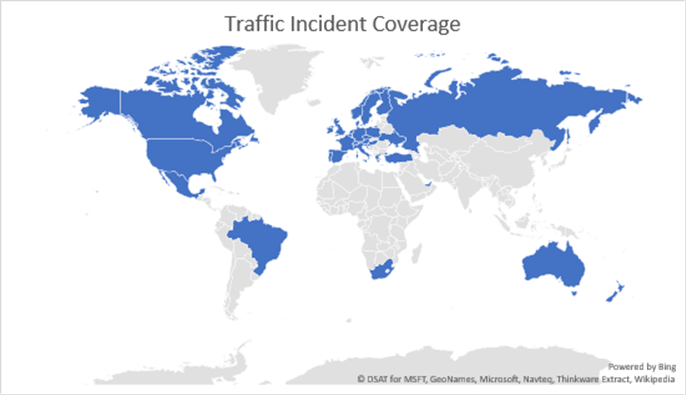 Traffic Incident Coverage
Powered by Bing
© DSAT for MSFT, GeoNames, Microsoft, Navteq, Thinkware Extract, Wikipedia